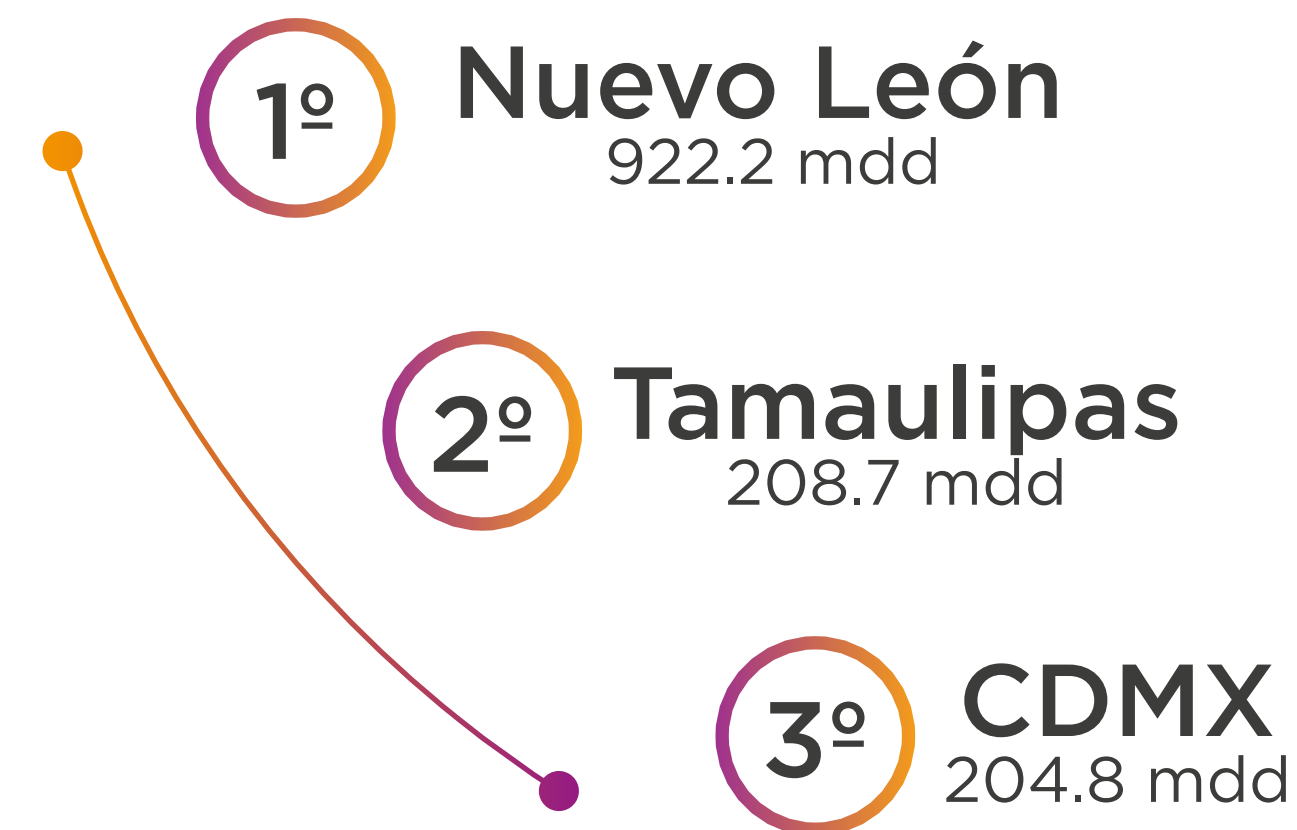 1º
Nuevo León
922.2 mdd
2º
Tamaulipas
208.7 mdd
3º
CDMX
204.8 mdd